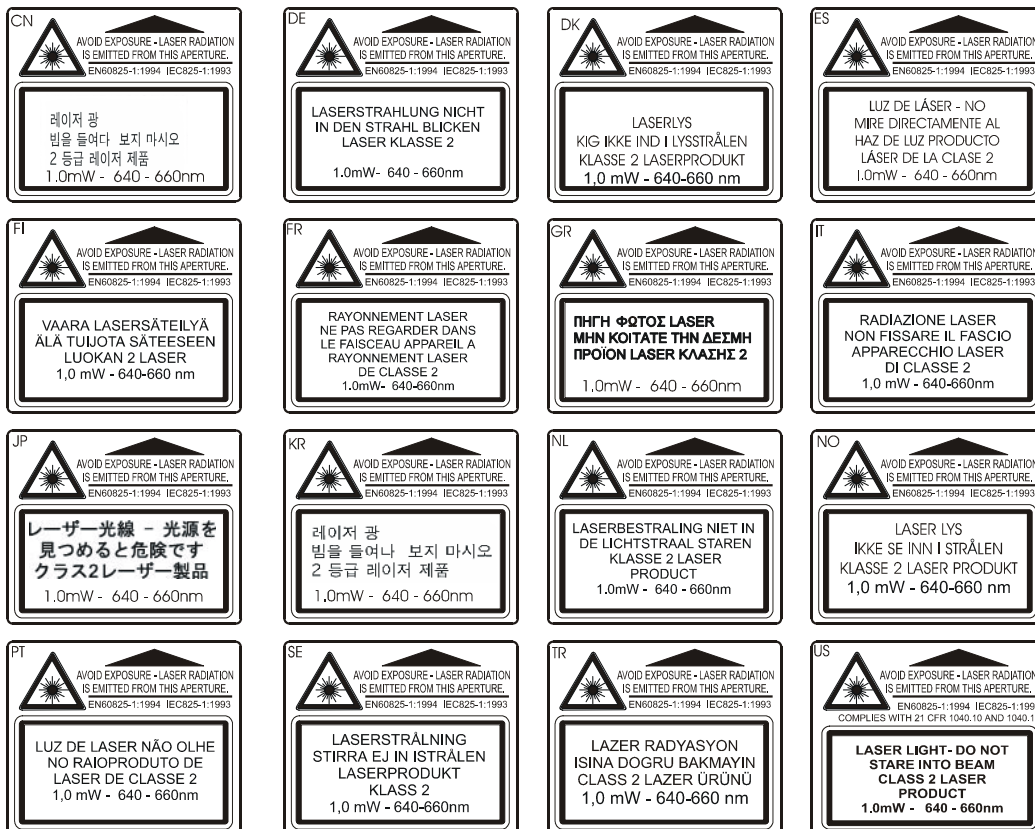 CN
AVOID EXPOSURE - LASER RADIATION
IS EMITTED FROM THIS APERTURE.
EN60825-1:1994 IEC825-1:1993
레이저 광
빔을 들여다 보지 마시오
2 등급 레이저 제품
1.0mW - 640 - 660nm
DE
AVOID EXPOSURE - LASER RADIATION
IS EMITTED FROM THIS APERTURE.
EN60825-1:1994 IEC825-1:1993
LASERSTRAHLUNG NICHT
IN DEN STRAHL BLICKEN
LASER KLASSE 2
1.0mW- 640 - 660nm
DK
AVOID EXPOSURE - LASER RADIATION
IS EMITTED FROM THIS APERTURE.
EN60825-1:1994 IEC825-1:1993
LASERLYS
KIG IKKE IND I LYSSTRÅLEN
KLASSE 2 LASERPRODUKT
1,0 mW - 640-660 nm
ES
AVOID EXPOSURE - LASER RADIATION
IS EMITTED FROM THIS APERTURE.
EN60825-1:1994 IEC825-1:1993
LUZ DE LÁSER - NO
MIRE DIRECTAMENTE AL
HAZ DE LUZ PRODUCTO
LÁSER DE LA CLASE 2
1.0mW - 640 - 660nm
FI
AVOID EXPOSURE - LASER RADIATION
IS EMITTED FROM THIS APERTURE.
EN60825-1:1994 IEC825-1:1993
VAARA LASERSÄTEILYÄ
ÄLÄ TUIJOTA SÄTEESEEN
LUOKAN 2 LASER
1,0 mW - 640-660 nm
FR
AVOID EXPOSURE - LASER RADIATION
IS EMITTED FROM THIS APERTURE.
EN60825-1:1994 IEC825-1:1993
RAYONNEMENT LASER
NE PAS REGARDER DANS
LE FAISCEAU APPAREIL A
RAYONNEMENT LASER
DE CLASSE 2
1.0mW- 640-660nm
GR
AVOID EXPOSURE - LASER RADIATION
IS EMITTED FROM THIS APERTURE.
EN60825-1:1994 IEC825-1:1993
ΠΗΓΗ ΦΩΤΟΣ LASER
ΜΗΝ ΚΟΙΤΑΤΕ ΤΗΝ ΔΕΣΜΗ
ΠΡΟΪΟΝ LASER ΚΛΑΣΗΣ 2
1.0mW- 640 - 660nm
IT
AVOID EXPOSURE - LASER RADIATION
IS EMITTED FROM THIS APERTURE.
EN60825-1:1994 IEC825-1:1993
RADIAZIONE LASER
NON FISSARE IL FASCIO
APPARECCHIO LASER
DI CLASSE 2
1,0 mW - 640-660nm
JP
AVOID EXPOSURE - LASER RADIATION
IS EMITTED FROM THIS APERTURE.
EN60825-1:1994 IEC825-1:1993
レーザー光線 - 光源を
見つめると危険です
クラス2レーザー製品
1.0mW - 640 - 660nm
KR
AVOID EXPOSURE - LASER RADIATION
IS EMITTED FROM THIS APERTURE.
EN60825-1:1994 IEC825-1:1993
레이저 광
빔을 들여나 보지 마시오
2 등급 레이저 제품
1.0mW - 640 - 660nm
NL
AVOID EXPOSURE - LASER RADIATION
IS EMITTED FROM THIS APERTURE.
EN60825-1:1994 IEC825-1:1993
LASERBESTRALING NIET IN
DE LICHTSTRAAL STAREN
KLASSE 2 LASER
PRODUCT
1.0mW - 640 - 660nm
NO
AVOID EXPOSURE - LASER RADIATION
IS EMITTED FROM THIS APERTURE.
EN60825-1:1994 IEC825-1:1993
LASER LYS
IKKE SE INN I STRÅLEN
KLASSE 2 LASER PRODUKT
1,0 mW - 640-660 nm
PT
AVOID EXPOSURE - LASER RADIATION
IS EMITTED FROM THIS APERTURE.
EN60825-1:1994 IEC825-1:1993
LUZ DE LASER NÃO OLHE
NO RAIOPRODUTO DE
LASER DE CLASSE 2
1,0 mW - 640 - 660nm
SE
AVOID EXPOSURE - LASER RADIATION
IS EMITTED FROM THIS APERTURE.
EN60825-1:1994 IEC825-1:1993
LASERSTRÅLNING
STIRRA EJ IN ISTRÅLEN
LASERPRODUKT
KLASS 2
1,0 mW - 640-660nm
TR
AVOID EXPOSURE - LASER RADIATION
IS EMITTED FROM THIS APERTURE.
EN60825-1:1994 IEC825-1:1993
LAZER RADYASYON
ISINA DOGRU BAKMAYIN
CLASS 2 LAZER ÜRÜNÜ
1,0 mW - 640-660 nm
US
AVOID EXPOSURE - LASER RADIATION
IS EMITTED FROM THIS APERTURE.
EN60825-1:1994 IEC825-1:199
COMPLIES WITH 21 CFR 1040.10 AND 1040.1
LASER LIGHT- DO NOT
STARE INTO BEAM
CLASS 2 LASER
PRODUCT
1.0mW - 640 - 660nm